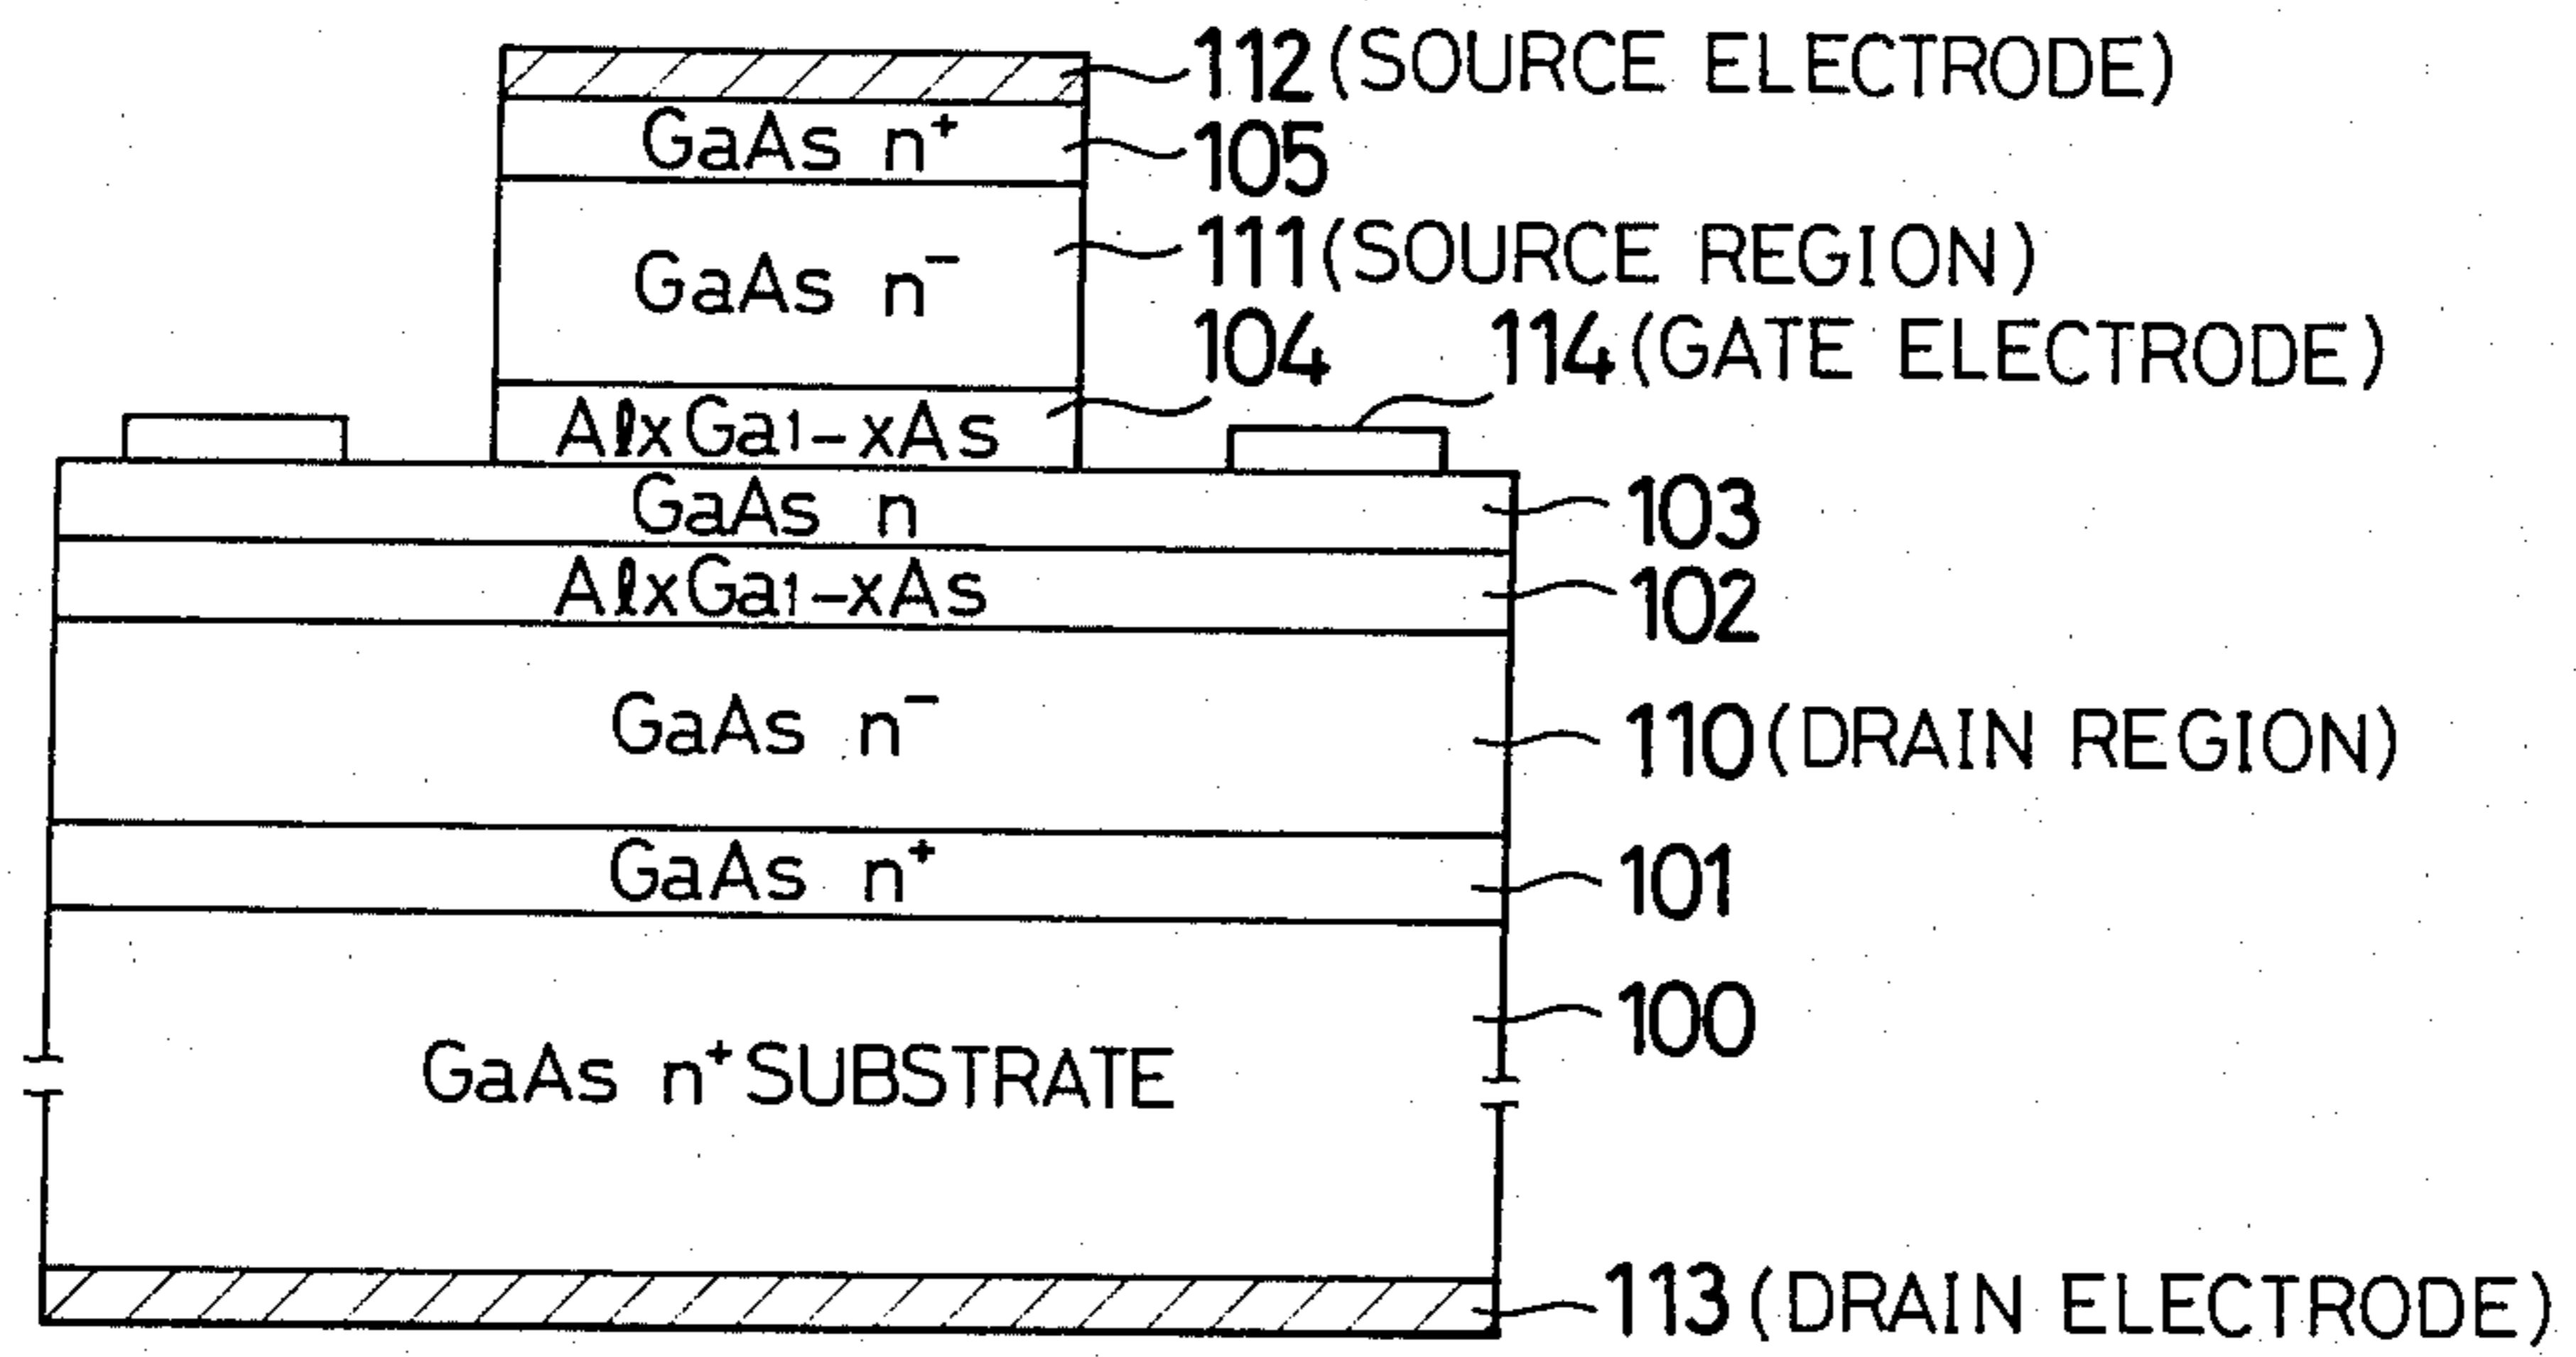 112 (SOURCE ELECTRODE)
GaAs n⁺
105
GaAs n⁻
111 (SOURCE REGION)
104
114 (GATE ELECTRODE)
AlxGa1-xAs
GaAs n
103
AlxGa1-xAs
102
GaAs n⁻
110 (DRAIN REGION)
GaAs n⁺
101
100
GaAs n⁺ SUBSTRATE
113 (DRAIN ELECTRODE)